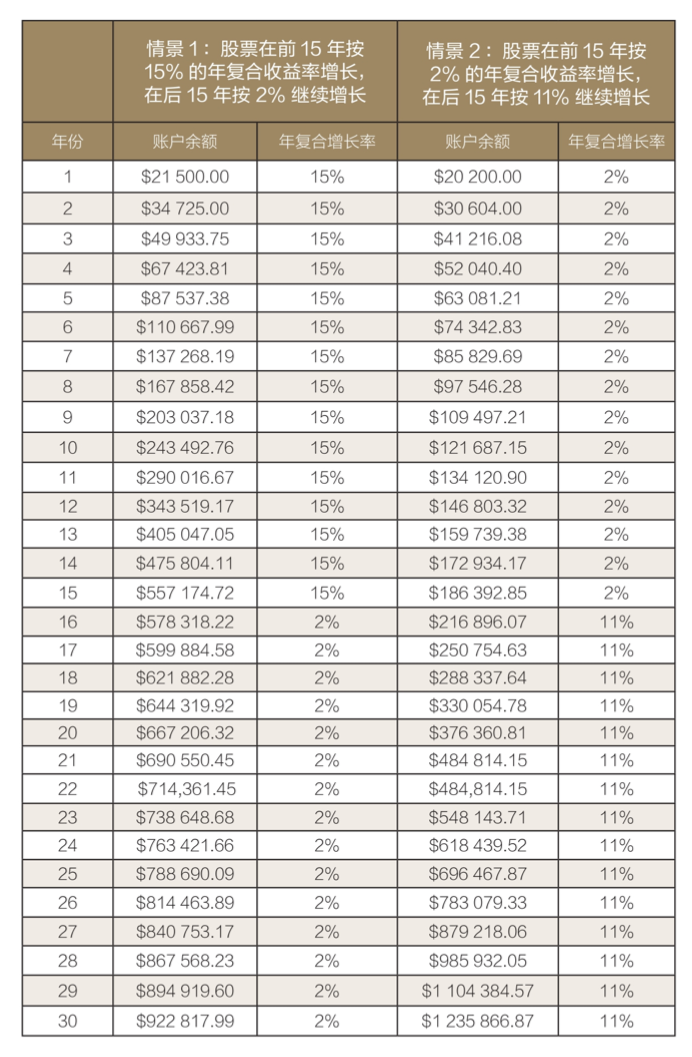 情景 1：股票在前 15 年按
15% 的年复合收益率增长，
在后 15 年按 2% 继续增长
情景 2：股票在前 15 年按
2% 的年复合收益率增长，
在后 15 年按 11% 继续增长
年份 账户余额 年复合增长率 账户余额 年复合增长率
1 $21 500.00 15% $20 200.00 2%
2 $34 725.00 15% $30 604.00 2%
3 $49 933.75 15% $41 216.08 2%
4 $67 423.81 15% $52 040.40 2%
5 $87 537.38 15% $63 081.21 2%
6 $110 667.99 15% $74 342.83 2%
7 $137 268.19 15% $85 829.69 2%
8 $167 858.42 15% $97 546.28 2%
9 $203 037.18 15% $109 497.21 2%
10 $243 492.76 15% $121 687.15 2%
11 $290 016.67 15% $134 120.90 2%
12 $343 519.17 15% $146 803.32 2%
13 $405 047.05 15% $159 739.38 2%
14 $475 804.11 15% $172 934.17 2%
15 $557 174.72 15% $186 392.85 2%
16 $578 318.22 2% $216 896.07 11%
17 $599 884.58 2% $250 754.63 11%
18 $621 882.28 2% $288 337.64 11%
19 $644 319.92 2% $330 054.78 11%
20 $667 206.32 2% $376 360.81 11%
21 $690 550.45 2% $484 814.15 11%
22 $714,361.45 2% $484,814.15 11%
23 $738 648.68 2% $548 143.71 11%
24 $763 421.66 2% $618 439.52 11%
25 $788 690.09 2% $696 467.87 11%
26 $814 463.89 2% $783 079.33 11%
27 $840 753.17 2% $879 218.06 11%
28 $867 568.23 2% $985 932.05 11%
29 $894 919.60 2% $1 104 384.57 11%
30 $922 817.99 2% $1 235 866.87 11%